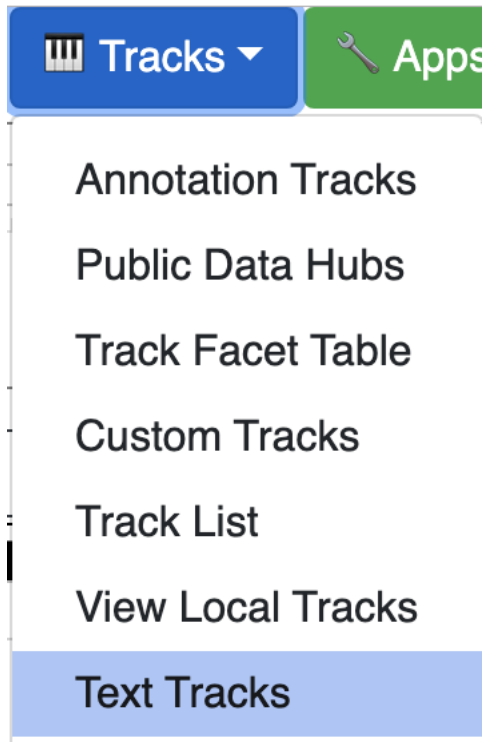 Tracks Apps
Annotation Tracks
Public Data Hubs
Track Facet Table
Custom Tracks
Track List
View Local Tracks
Text Tracks